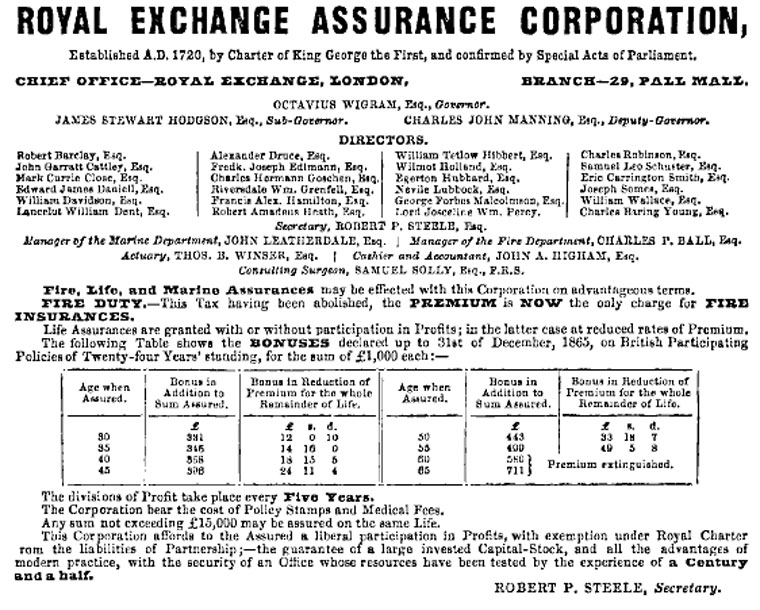 ROYAL EXCHANGE ASSURANCE CORPORATION,
Established A.D. 1720, by Charter of King George the First, and confirmed by Special Acts of Parliament.
CHIEF OFFICE—ROYAL EXCHANGE, LONDON, BRANCH—29, PALL MALL.
OCTAVIUS WIGRAM, Esq., Governor.
JAMES STEWART HODGSON, Esq., Sub-Governor. CHARLES JOHN MANNING, Esq., Deputy-Governor.
DIRECTORS.
Robert Barclay, Esq. Alexander Druce, Esq. William Tetlow Hibbert, Esq. Charles Robinson, Esq.
John Garratt Cattley, Esq. Fredk. Joseph Edlmann, Esq. Wilmot Holland, Esq. Samuel Leo Schuster, Esq.
Mark Currie Close, Esq. Charles Hermann Goschen, Esq. Egerton Hubbard, Esq. Eric Carrington Smith, Esq.
Edward James Daniell, Esq. Riversdale Wm. Grenfell, Esq. Nevile Lubbock, Esq. Joseph Somes, Esq.
William Davidson, Esq. Francis Alex. Hamilton, Esq. George Forbes Malcolmson, Esq. William Wallace, Esq.
Lancelot William Dent, Esq. Robert Amadeus Heath, Esq. Lord Josceline Wm. Percy. Charles Baring Young, Esq.
Secretary, ROBERT P. STEELE, Esq.
Manager of the Marine Department, JOHN LEATHERDALE, Esq. | Manager of the Fire Department, CHARLES P. BALL, Esq.
Actuary, THOS. B. WINSER, Esq. | Cashier and Accountant, JOHN A. HIGHAM, Esq.
Consulting Surgeon, SAMUEL SOLLY, Esq., F.R.S.
Fire, Life, and Marine Assurances may be effected with this Corporation on advantageous terms.
FIRE DUTY.—This Tax having been abolished, the PREMIUM is NOW the only charge for FIRE
INSURANCES.
Life Assurances are granted with or without participation in Profits; in the latter case at reduced rates of Premium.
The following Table shows the BONUSES declared up to 31st of December, 1865, on British Participating
Policies of Twenty-four Years' standing, for the sum of £1,000 each:—
Age when Assured. Bonus in Addition to Sum Assured. Bonus in Reduction of Premium for the whole Remainder of Life. Age when Assured. Bonus in Addition to Sum Assured. Bonus in Reduction of Premium for the whole Remainder of Life.
£ £ s. d. £ £ s. d.
30 331 12 0 10 50 443 33 18 7
35 346 14 16 0 55 499 49 5 8
40 368 18 15 5 60
45 396 24 11 4 65 711 Premium extinguished.
The divisions of Profit take place every Five Years.
The Corporation bear the cost of Policy Stamps and Medical Fees.
Any sum not exceeding £15,000 may be assured on the same Life.
This Corporation affords to the Assured a liberal participation in Profits, with exemption under Royal Charter
rom the liabilities of Partnership;—the guarantee of a large invested Capital-Stock, and all the advantages of
modern practice, with the security of an Office whose resources have been tested by the experience of a Century
and a half.
ROBERT P. STEELE, Secretary.